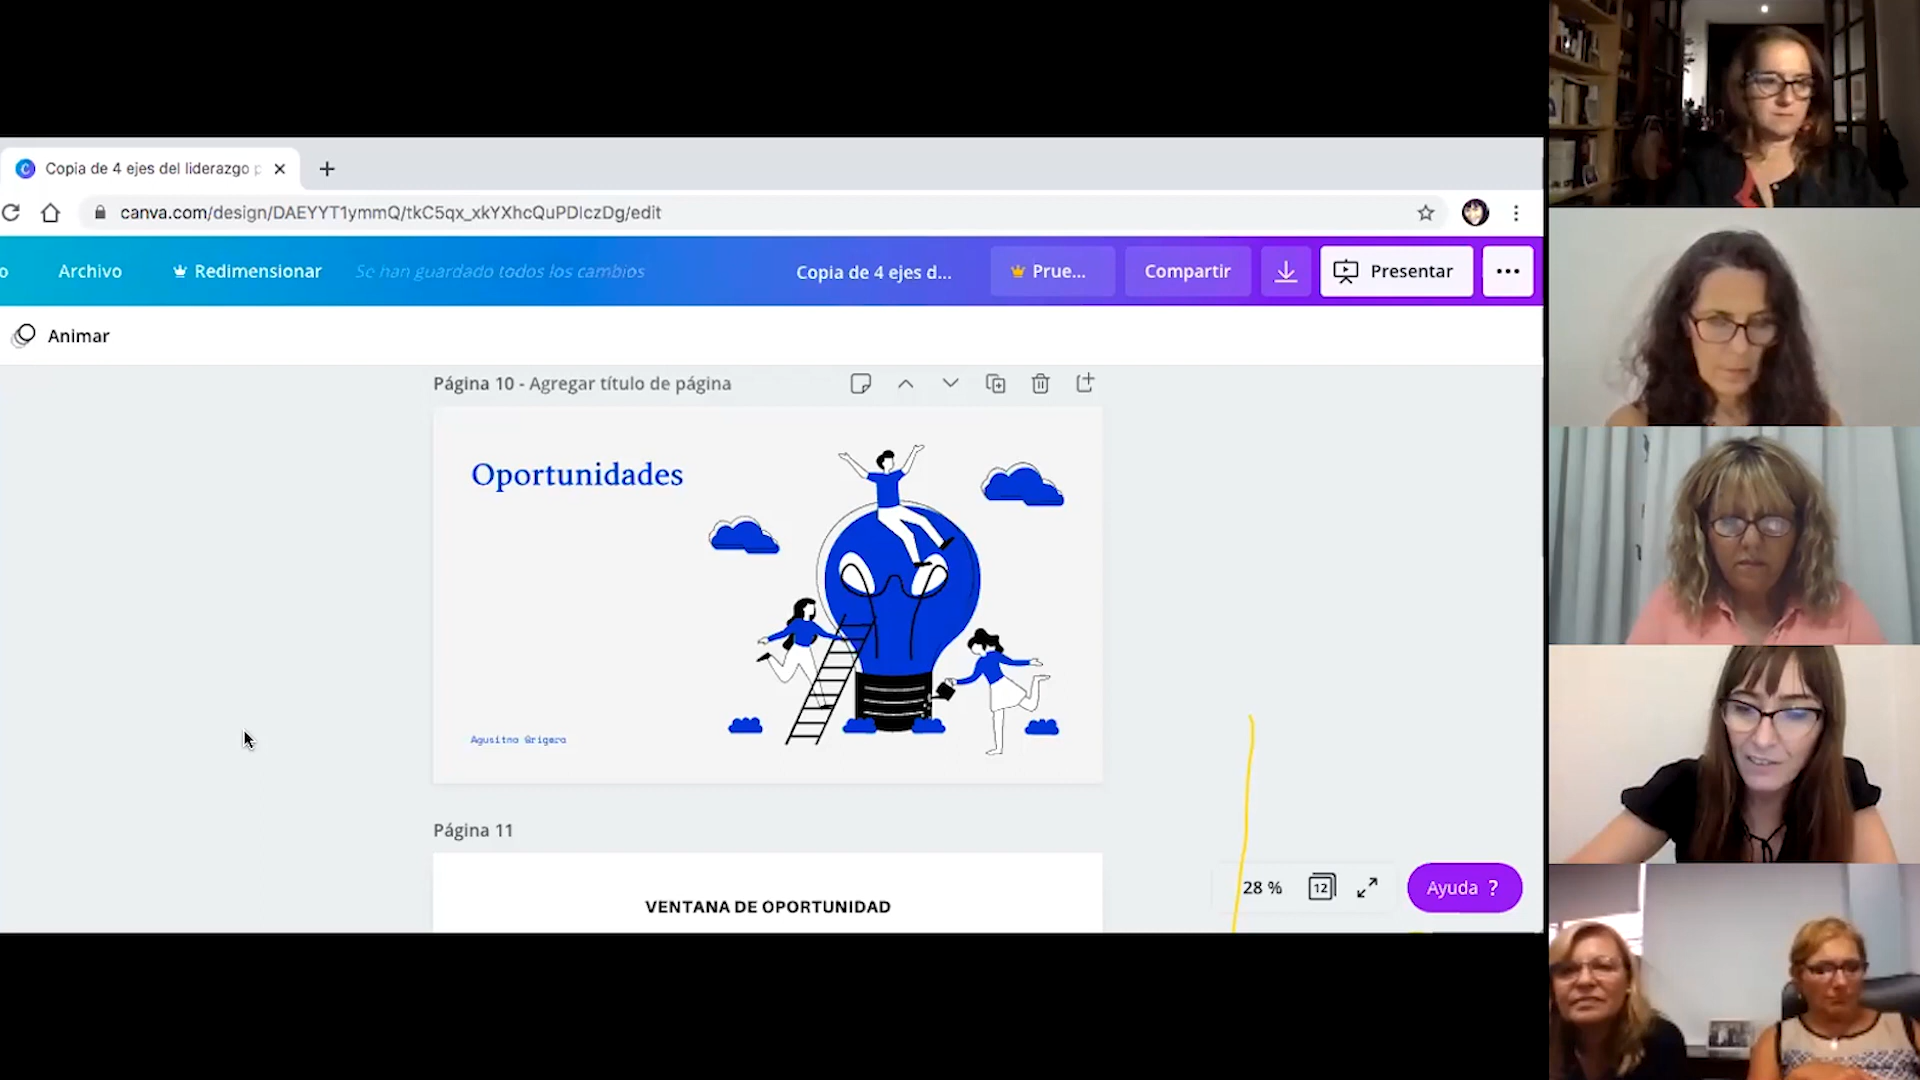 Copia de 4 ejes del liderazgo p
canva.com/design/DAEYYT1ymmQ/tkC5qx_xkYXhcQuPDIczDg/edit
o Archivo Redimensionar Se han guardado todos los cambios Copia de 4 ejes d... Prue... Compartir Presentar
Animar
Página 10 - Agregar título de página
Oportunidades
Agusitna Grigera
Página 11
VENTANA DE OPORTUNIDAD
28 % 12 Ayuda ?